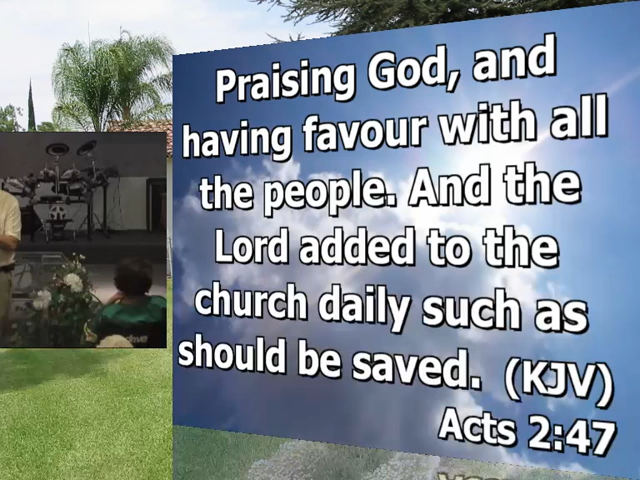 Praising God, and
having favour with all
the people. And the
Lord added to the
church daily such as
should be saved. (KJV)
Acts 2:47